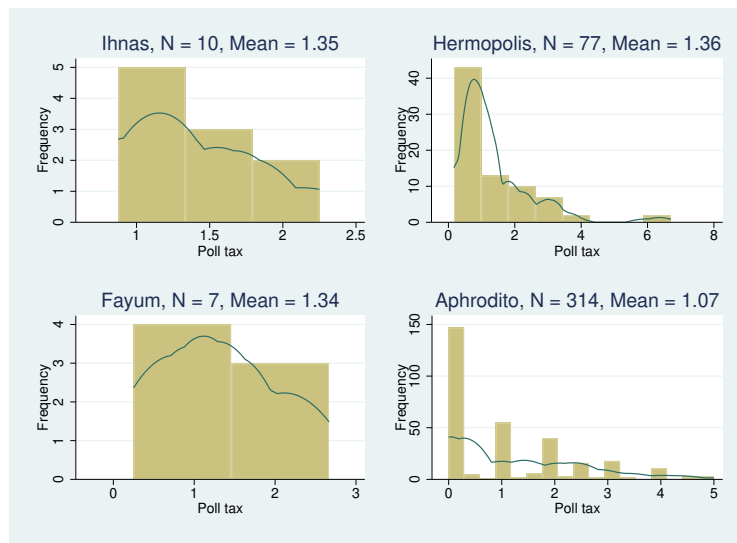 Ihnas, N = 10, Mean = 1.35
Frequency
5
4
3
2
1
0
1 1.5 2 2.5
Poll tax
Hermopolis, N = 77, Mean = 1.36
Frequency
40
30
20
10
0
0 2 4 6 8
Poll tax
Fayum, N = 7, Mean = 1.34
Frequency
4
3
2
1
0
0 1 2 3
Poll tax
Aphrodito, N = 314, Mean = 1.07
Frequency
150
100
50
0
0 1 2 3 4 5
Poll tax